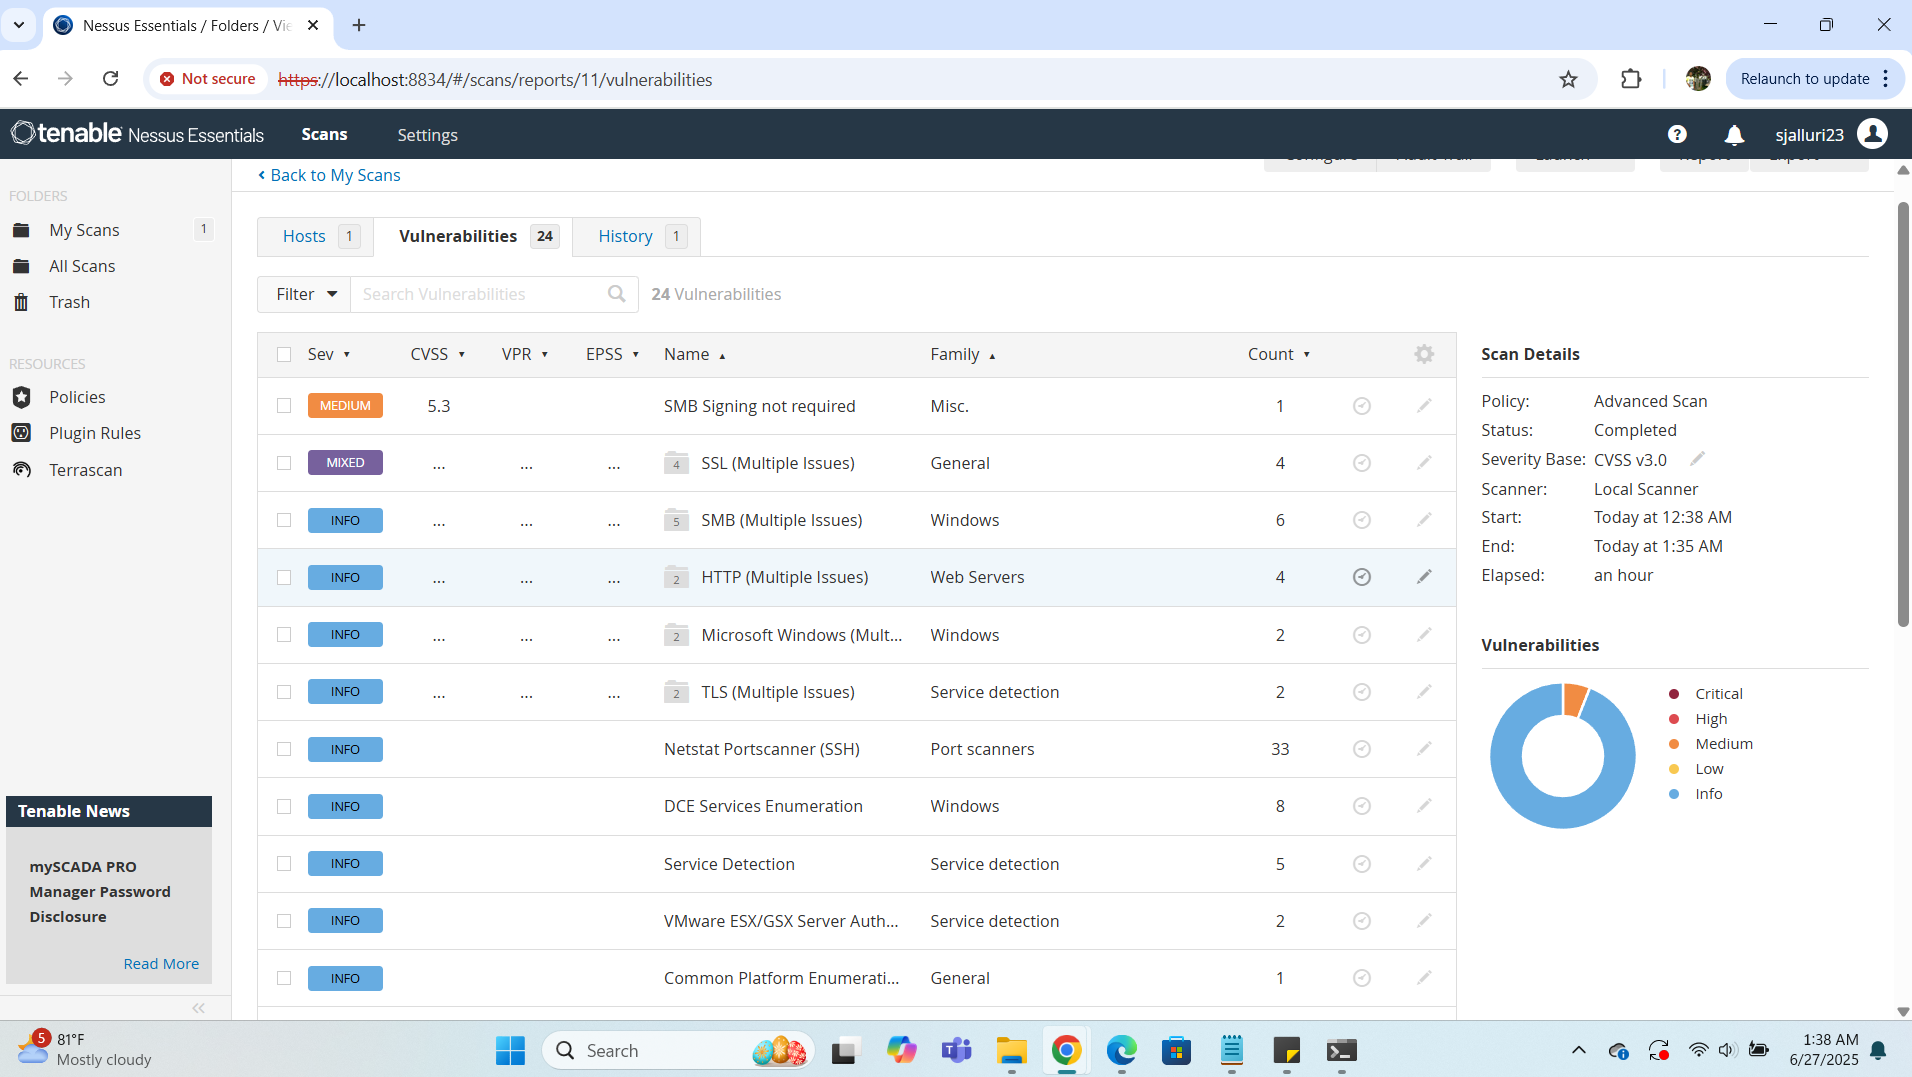 Nessus Essentials / Folders / Vie
Not secure https://localhost:8834/#/scans/reports/11/vulnerabilities Relaunch to update
tenable Nessus Essentials Scans Settings ? sjalluri23
Configure Audit Trail Launch Report Export
Back to My Scans
FOLDERS
My Scans 1
All Scans
Trash
RESOURCES
Policies
Plugin Rules
Terrascan
Tenable News
mySCADA PRO
Manager Password
Disclosure
Read More
Hosts 1 Vulnerabilities 24 History 1
Filter Search Vulnerabilities 24 Vulnerabilities
Sev CVSS VPR EPSS Name Family Count
MEDIUM 5.3 SMB Signing not required Misc. 1
MIXED ... ... ... 4 SSL (Multiple Issues) General 4
INFO ... ... ... 5 SMB (Multiple Issues) Windows 6
INFO ... ... ... 2 HTTP (Multiple Issues) Web Servers 4
INFO ... ... ... 2 Microsoft Windows (Mult... Windows 2
INFO ... ... ... 2 TLS (Multiple Issues) Service detection 2
INFO Netstat Portscanner (SSH) Port scanners 33
INFO DCE Services Enumeration Windows 8
INFO Service Detection Service detection 5
INFO VMware ESX/GSX Server Auth... Service detection 2
INFO Common Platform Enumerati... General 1
Scan Details
Policy: Advanced Scan
Status: Completed
Severity Base: CVSS v3.0
Scanner: Local Scanner
Start: Today at 12:38 AM
End: Today at 1:35 AM
Elapsed: an hour
Vulnerabilities
Critical
High
Medium
Low
Info
5 81°F
Mostly cloudy
Search
1:38 AM
6/27/2025